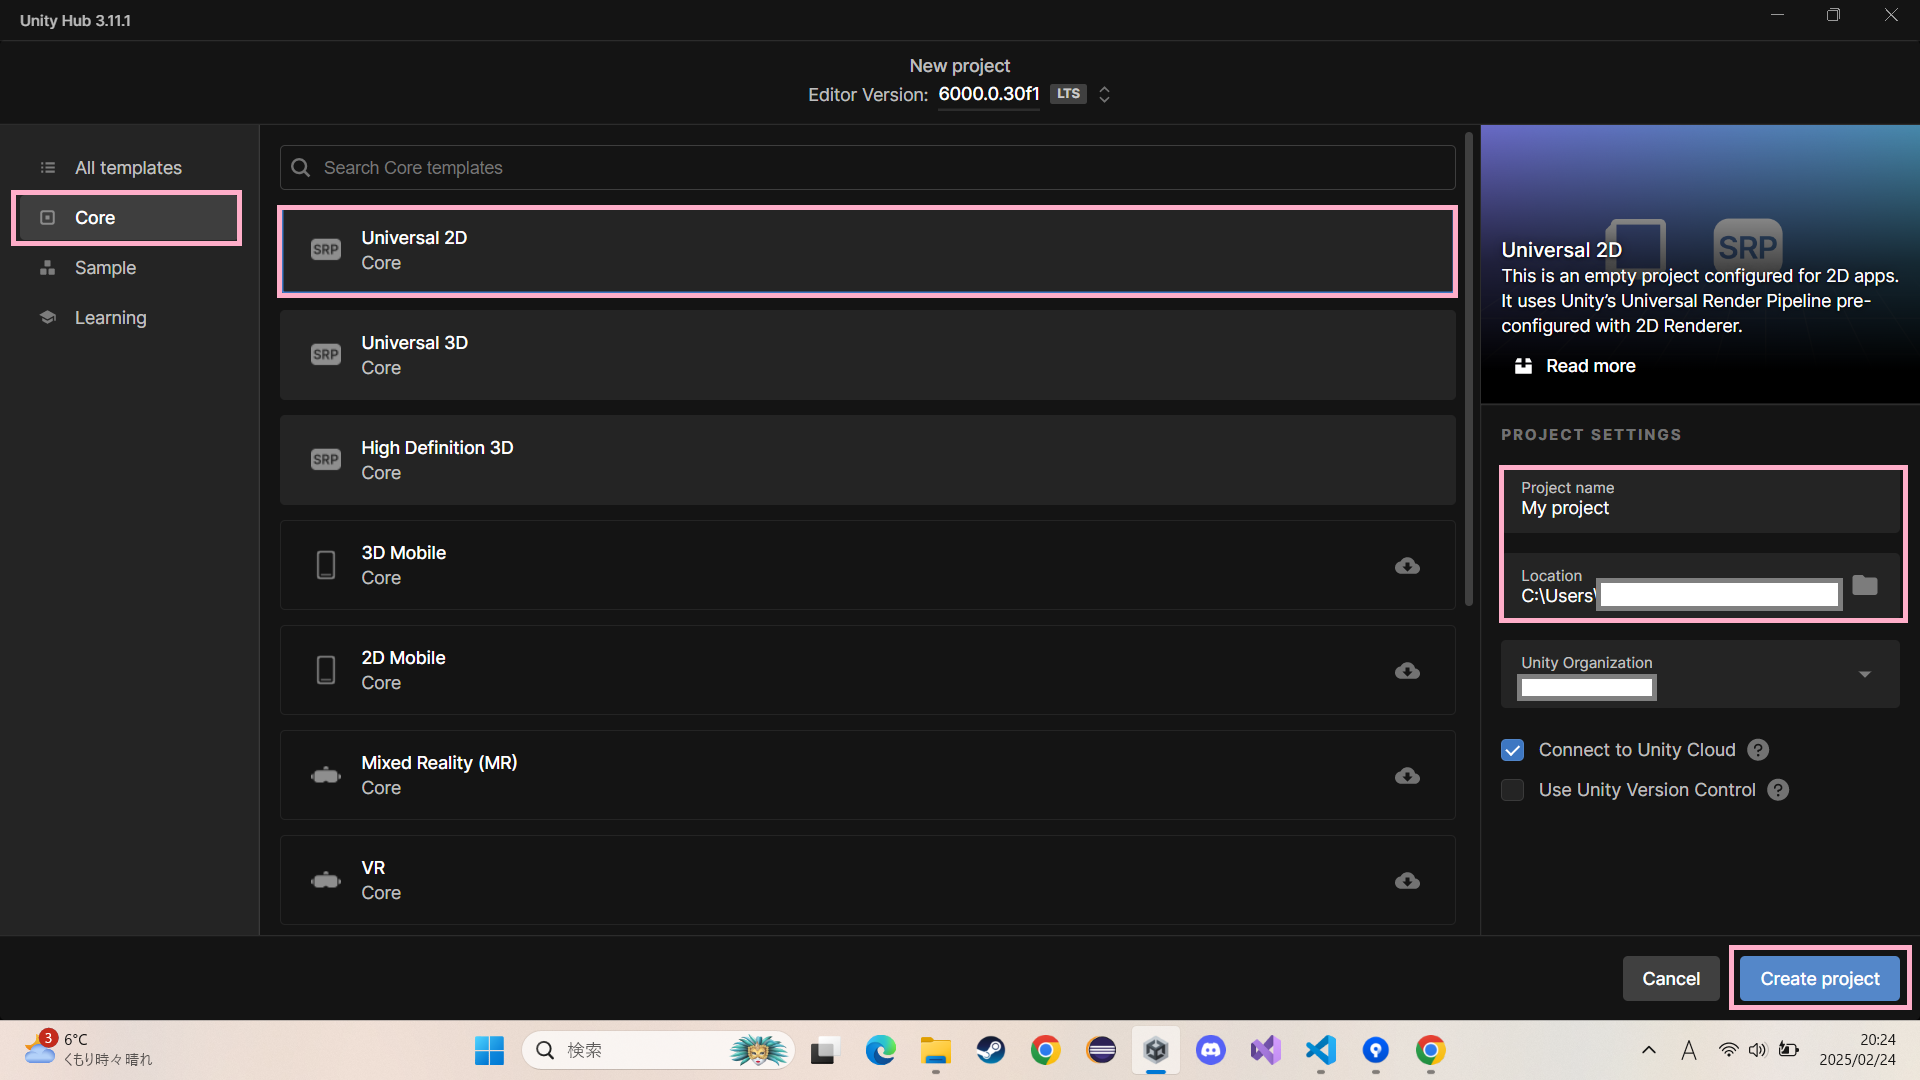 Unity Hub 3.11.1
New project
Editor Version: 6000.0.30f1 LTS
All templates
Core
Sample
Learning
Search Core templates
SRP
Universal 2D
Core
SRP
Universal 3D
Core
SRP
High Definition 3D
Core
3D Mobile
Core
2D Mobile
Core
Mixed Reality (MR)
Core
VR
Core
SRP
Universal 2D
This is an empty project configured for 2D apps.
It uses Unity’s Universal Render Pipeline pre-
configured with 2D Renderer.
Read more
PROJECT SETTINGS
Project name
My project
Location
C:\Users\
Unity Organization
Connect to Unity Cloud ?
Use Unity Version Control ?
Cancel
Create project
3
6°C
くもり時々晴れ
検索
A
20:24
2025/02/24